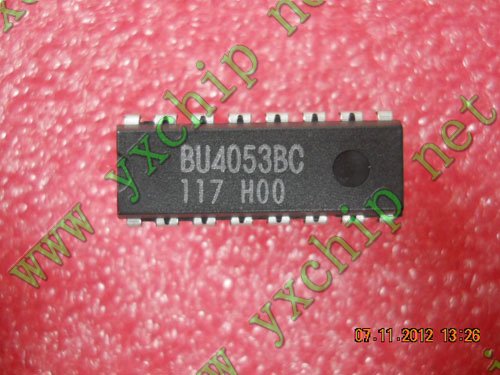 www yxchip net
www yxchip net
BU4053BC
117 H00
07.11.2012 13:26